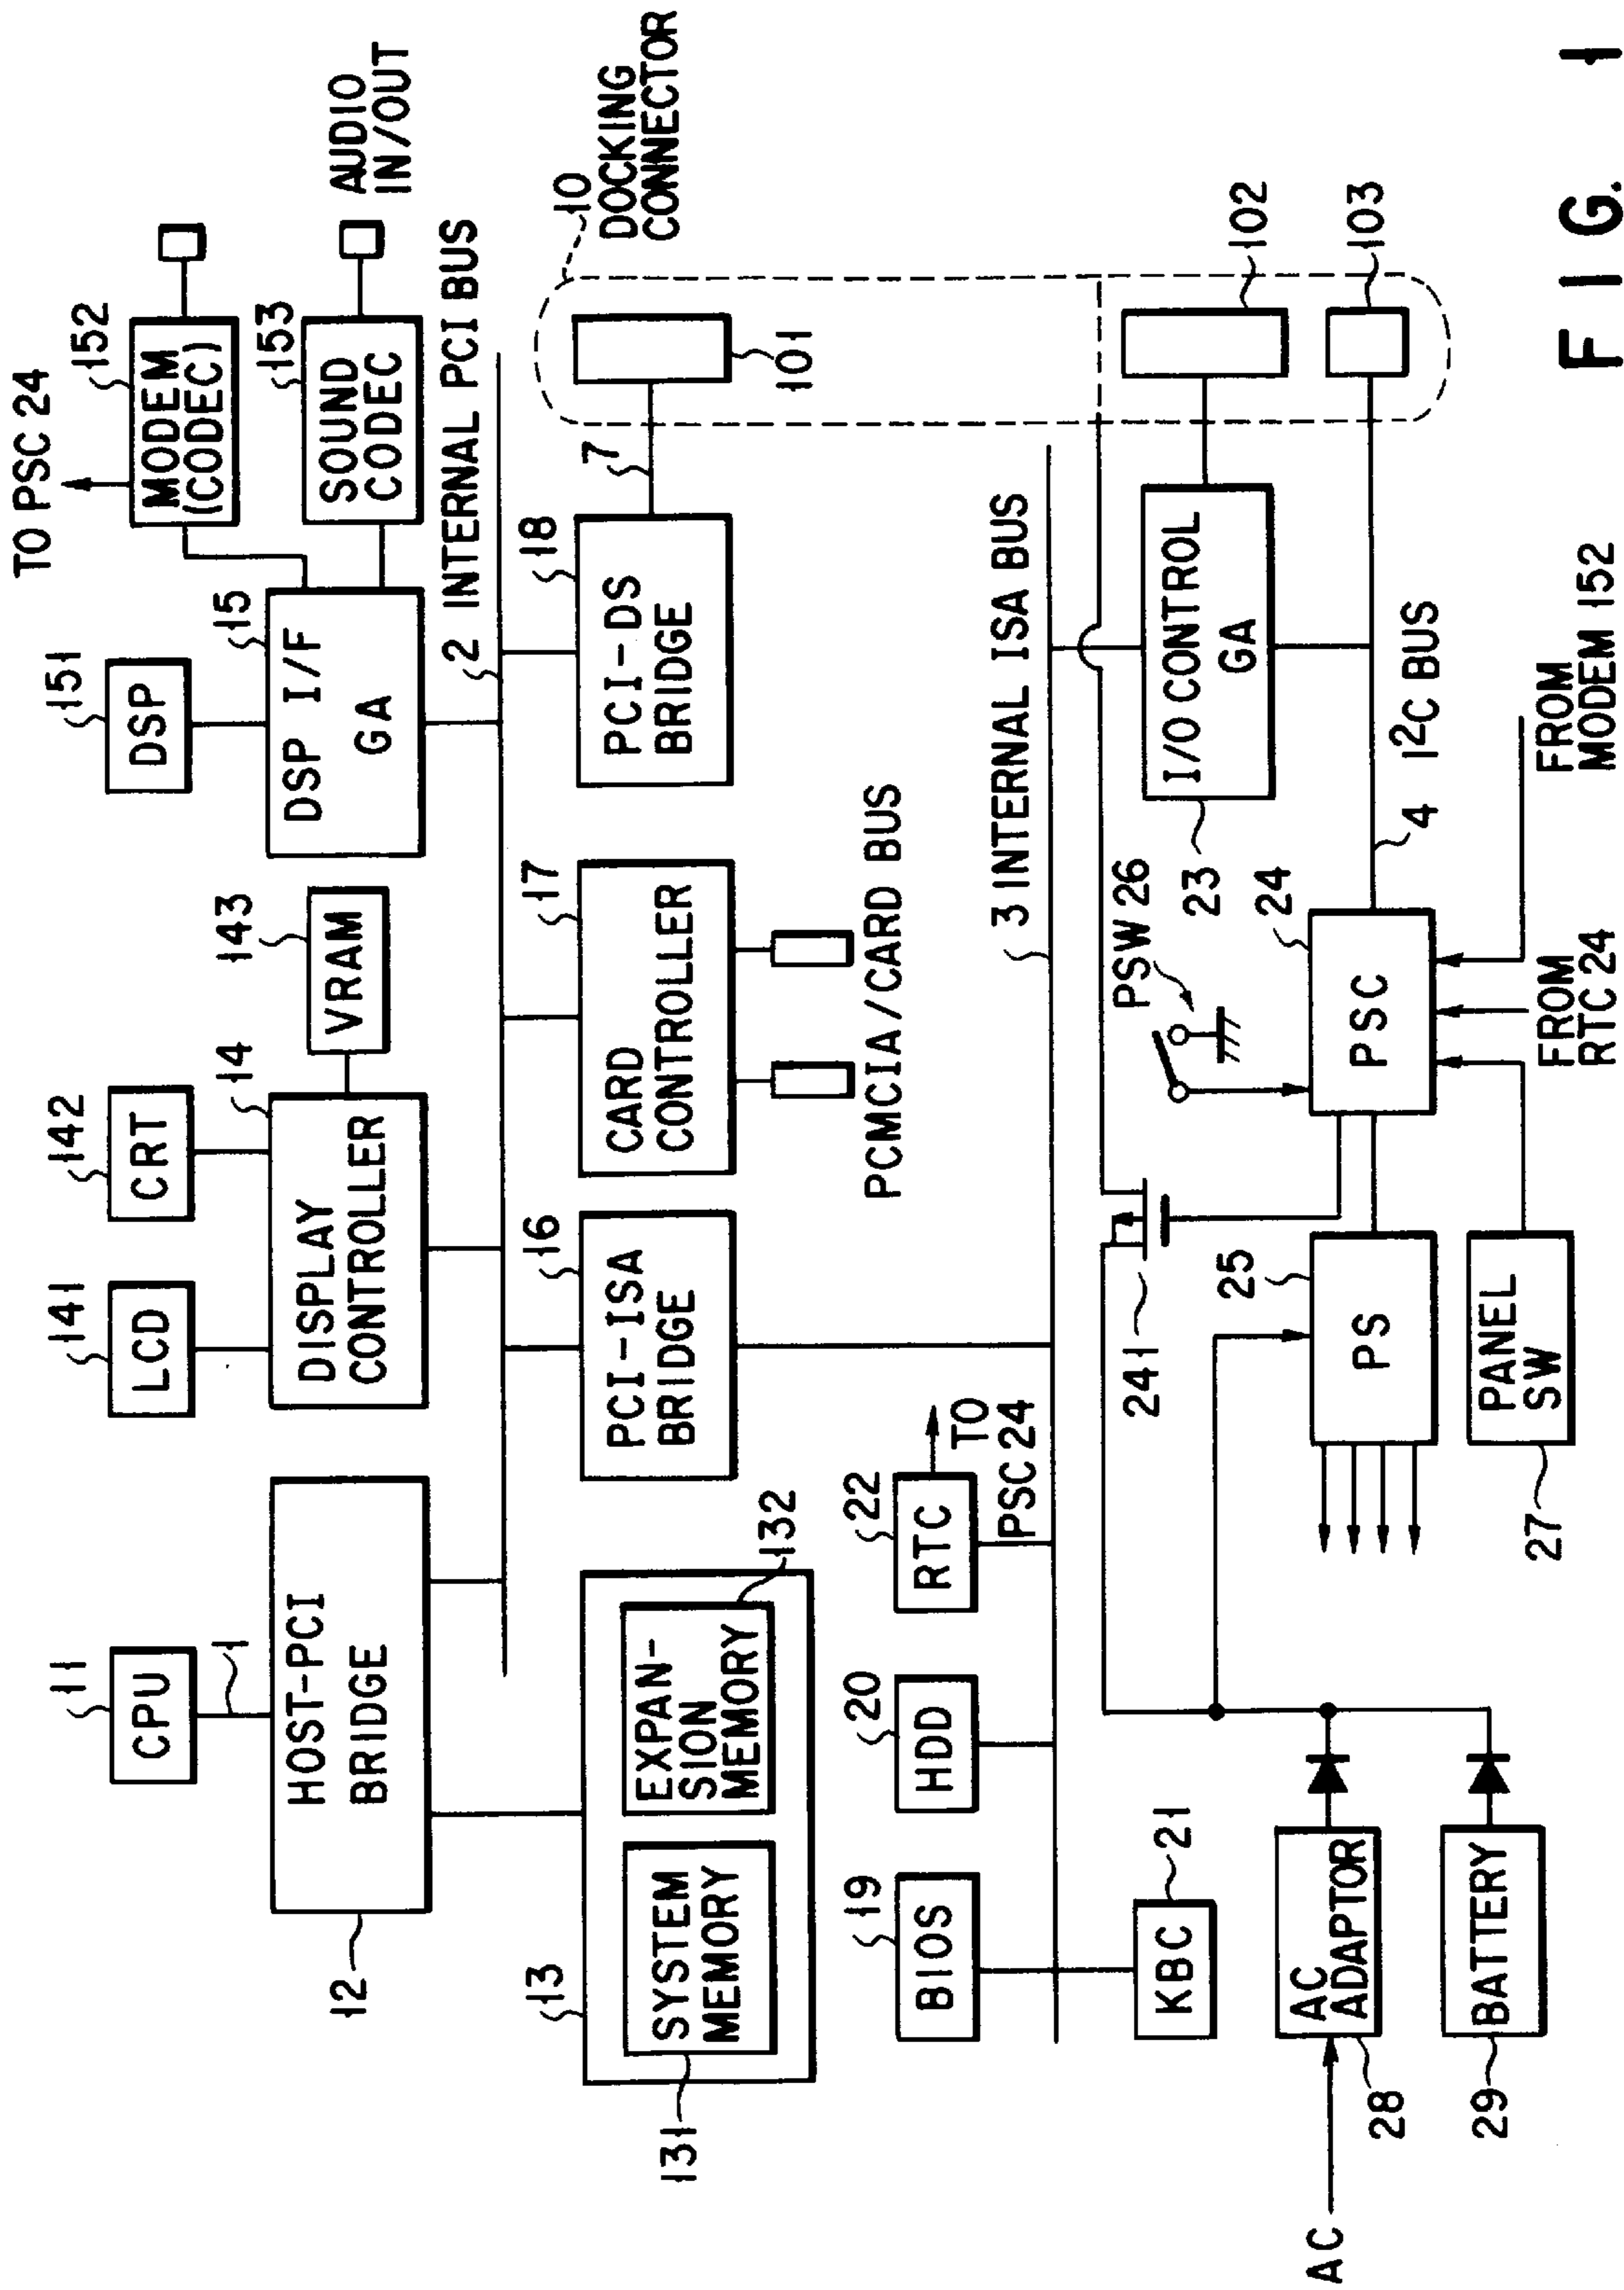 TO PSC 24
11
CPU
1
141
LCD
142
CRT
151
DSP
152
MODEM
(CODEC)
AUDIO
IN/OUT
12
HOST-PCI
BRIDGE
14
DISPLAY
CONTROLLER
143
VRAM
15
DSP I/F
GA
153
SOUND
CODEC
2 INTERNAL PCI BUS
13
131
SYSTEM
MEMORY
EXPAN-
SION
MEMORY
132
16
PCI-ISA
BRIDGE
17
CARD
CONTROLLER
PCMCIA/CARD BUS
18
PCI-DS
BRIDGE
7
101
10
DOCKING
CONNECTOR
19
BIOS
20
HDD
22
RTC
TO
PSC24
3 INTERNAL ISA BUS
21
KBC
241
PSW 26
23
I/O CONTROL
GA
102
103
AC
28
AC
ADAPTOR
29
BATTERY
25
PS
24
PSC
4
I2C BUS
27
PANEL
SW
FROM
RTC 24
FROM
MODEM 152
FIG. 1